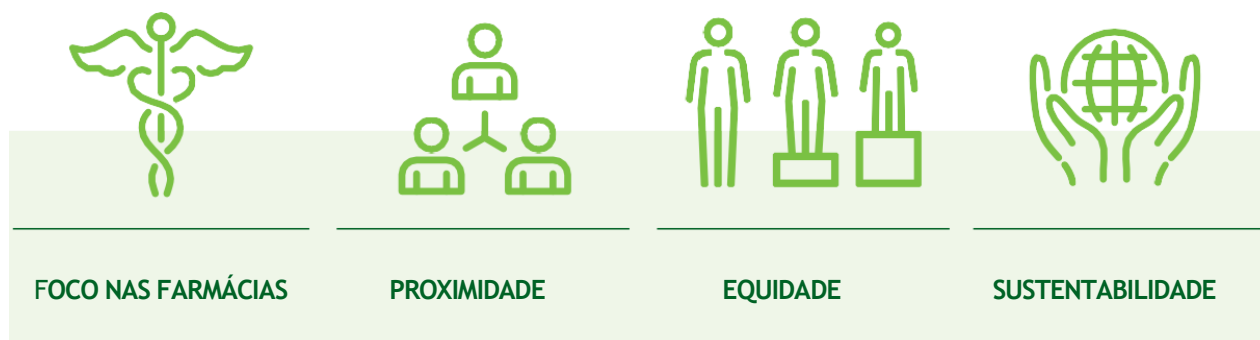 FOCO NAS FARMÁCIAS
PROXIMIDADE
EQUIDADE
SUSTENTABILIDADE